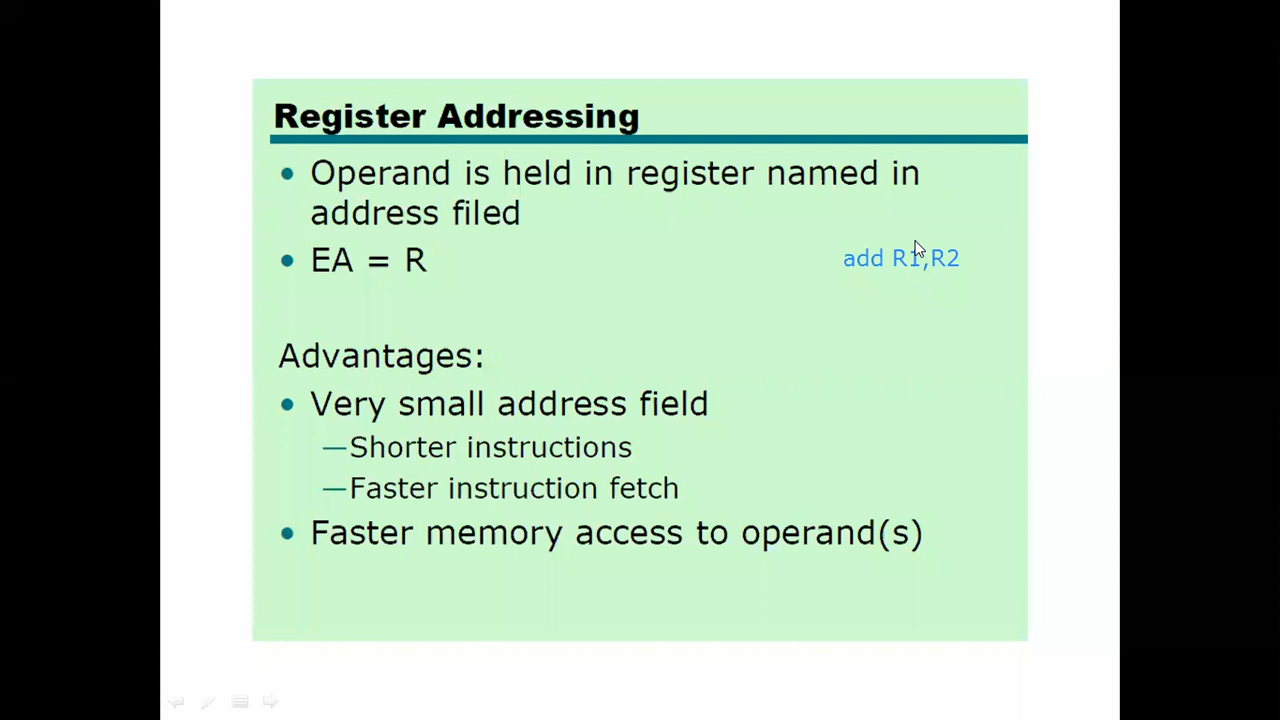 Register Addressing
• Operand is held in register named in
address filed
• EA = R
add R1,R2
Advantages:
• Very small address field
—Shorter instructions
—Faster instruction fetch
• Faster memory access to operand(s)